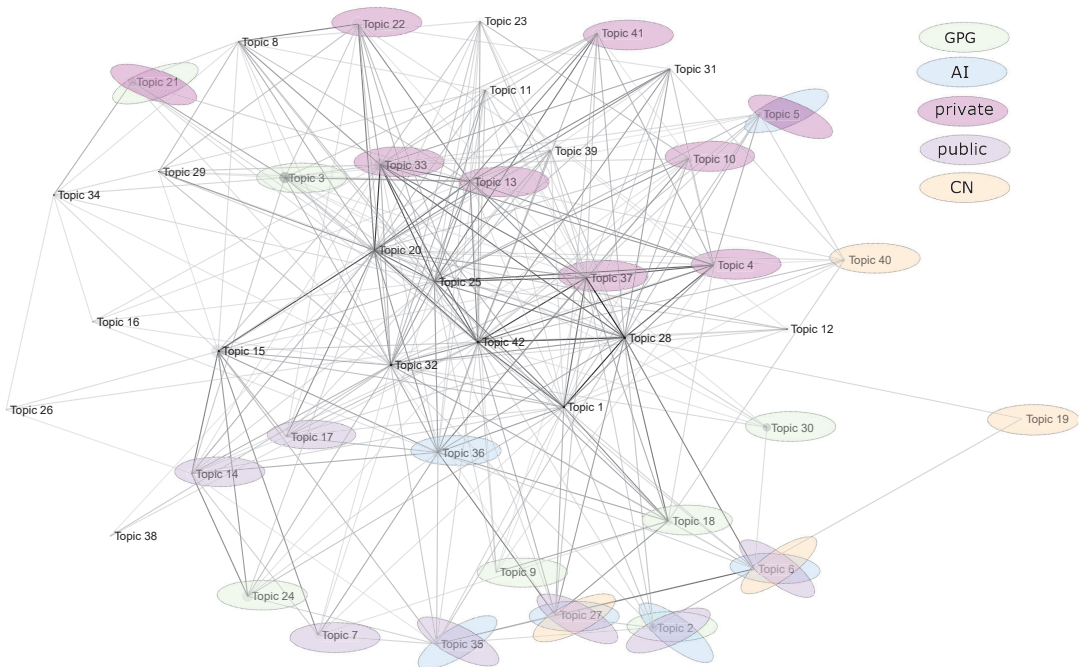 Topic 22
Topic 23
Topic 41
GPG
Topic 8
Topic 31
AI
Topic 21
Topic 11
private
Topic 5
Topic 39
public
Topic 33
Topic 10
Topic 29
Topic 3
Topic 13
CN
Topic 34
Topic 20
Topic 40
Topic 4
Topic 25
Topic 37
Topic 16
Topic 12
Topic 28
Topic 42
Topic 15
Topic 32
Topic 1
Topic 26
Topic 19
Topic 30
Topic 17
Topic 36
Topic 14
Topic 18
Topic 38
Topic 6
Topic 9
Topic 24
Topic 27
Topic 2
Topic 7
Topic 35